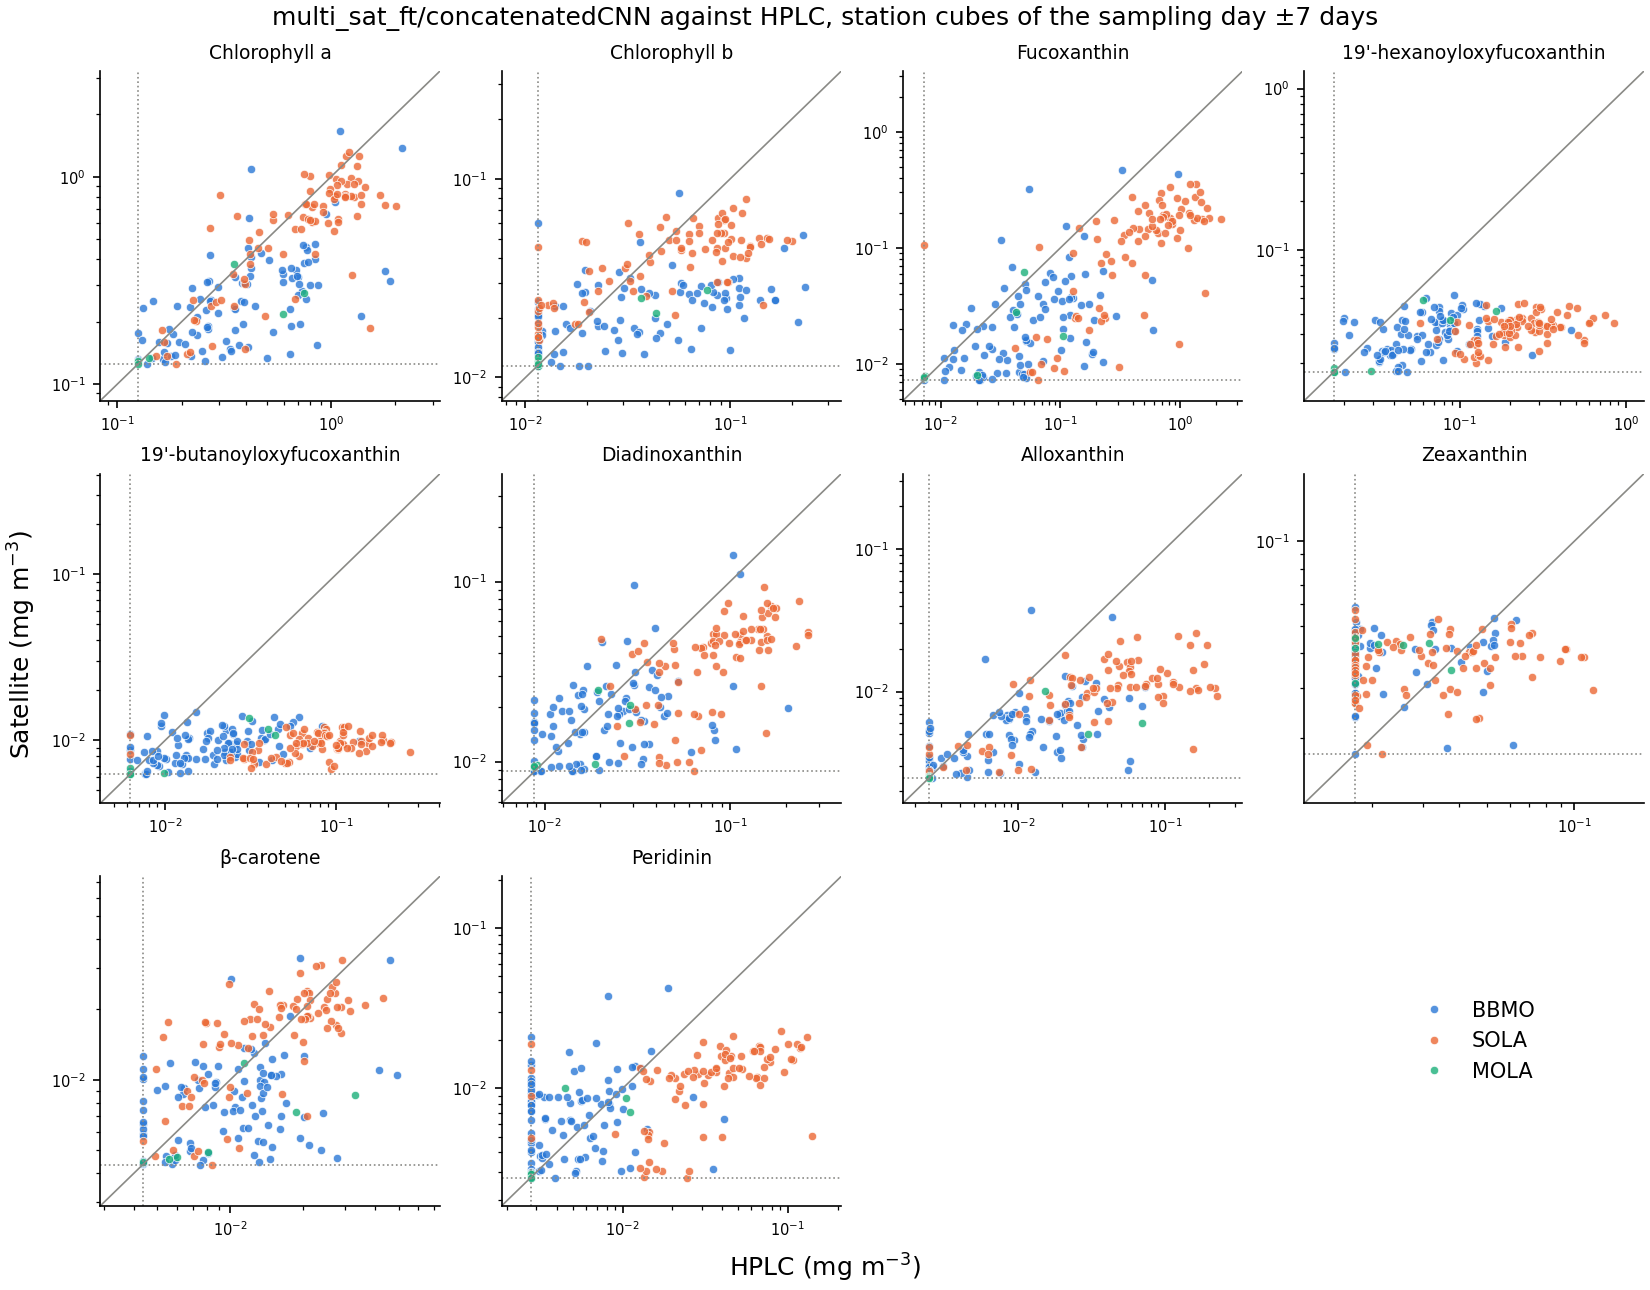 multi_sat_ft/concatenatedCNN against HPLC, station cubes of the sampling day ±7 days
Chlorophyll a
Chlorophyll b
Fucoxanthin
19'-hexanoyloxyfucoxanthin
10⁰
10⁻¹
10⁻¹
10⁰
10⁻¹
10⁻²
10⁻²
10⁻¹
10⁰
10⁻¹
10⁻²
10⁻²
10⁻¹
10⁰
10⁰
10⁻¹
10⁻¹
10⁰
19'-butanoyloxyfucoxanthin
Diadinoxanthin
Alloxanthin
Zeaxanthin
10⁻¹
10⁻²
10⁻²
10⁻¹
10⁻¹
10⁻²
10⁻²
10⁻¹
10⁻¹
10⁻²
10⁻²
10⁻¹
10⁻¹
10⁻¹
Satellite (mg m⁻³)
β-carotene
Peridinin
10⁻²
10⁻²
10⁻¹
10⁻²
10⁻²
10⁻¹
BBMO
SOLA
MOLA
HPLC (mg m⁻³)